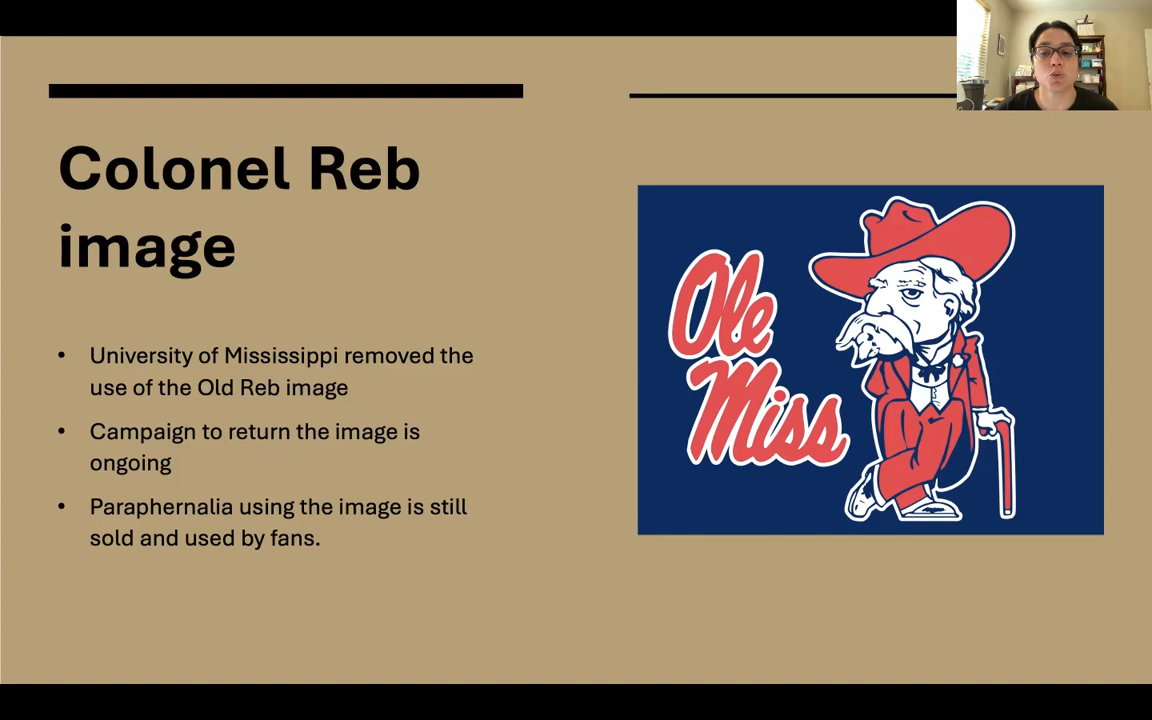 Colonel Reb
image
• University of Mississippi removed the
use of the Old Reb image
• Campaign to return the image is
ongoing
• Paraphernalia using the image is still
sold and used by fans.
Ole
Miss